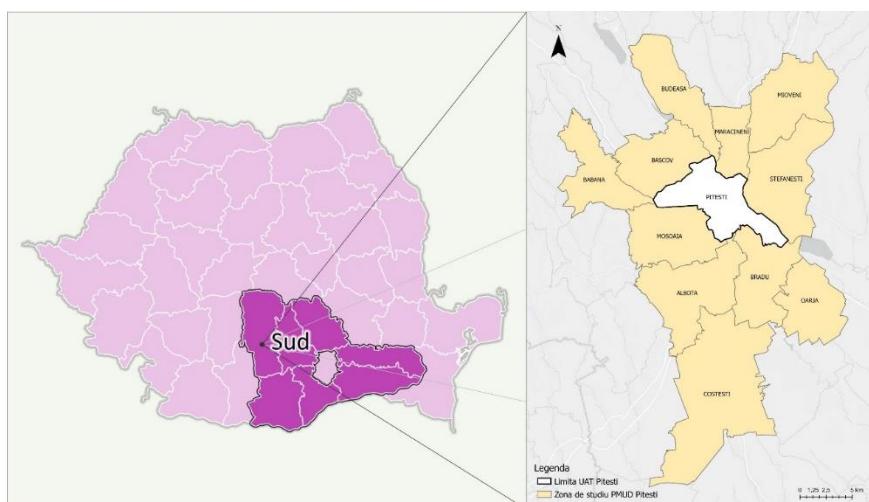 Sud
N
BUDEASA
MIOVENI
MARACINENI
BASCOV
BABANA
STEFANESTI
PITESTI
MOSOAIA
BRADU
ALBOTA
OARJA
COSTESTI
Legenda
Limita UAT Pitesti
Zona de studiu PMUD Pitesti
0 1,25 2,5 5 km